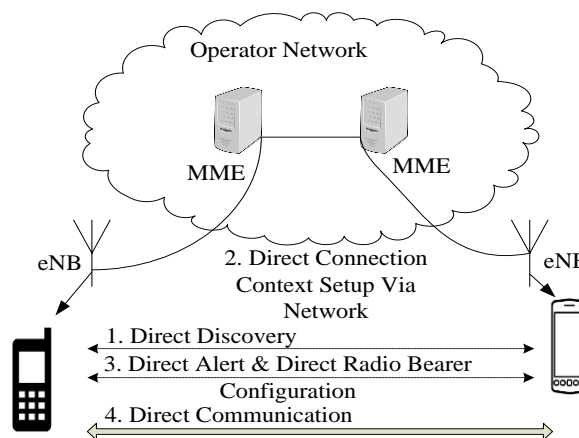 Operator Network
MME
MME
eNB
eNB
2. Direct Connection
Context Setup Via
Network
1. Direct Discovery
3. Direct Alert & Direct Radio Bearer
Configuration
4. Direct Communication